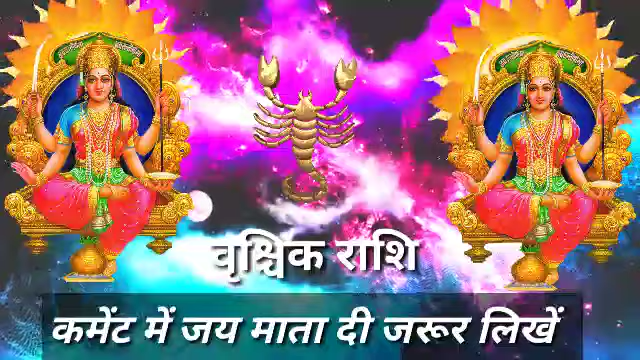 वृश्चिक राशि
कमेंट में जय माता दी जरूर लिखें